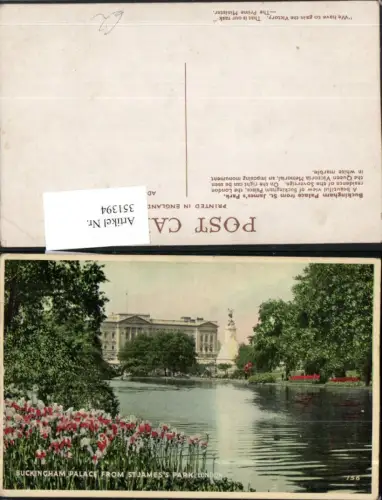 "We have to gain the Victory. That is our task"
—The Prime Minister.
Buckingham Palace from St. James's Park.
A beautiful view of Buckingham Palace, the London
residence of the Sovereign. On the right can be seen
the Queen Victoria Memorial, an imposing monument
in white marble.
POST CA
PRINTED IN ENGLAND
AD
Artikel Nr.
351394
BUCKINGHAM PALACE FROM ST. JAMES'S PARK, LONDON